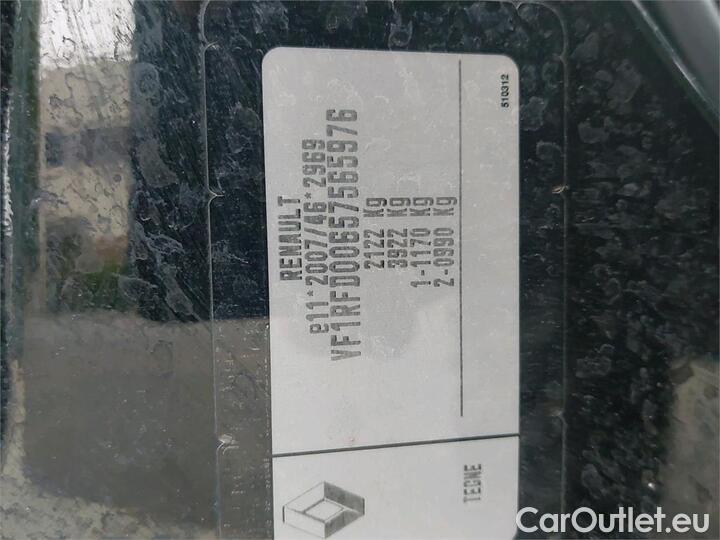 RENAULT
e11*2007/46*2969
VF1RFD00657565976
2122 Kg
3922 Kg
1-1170 Kg
2-0990 Kg
510312
TECNE
CarOutlet.eu